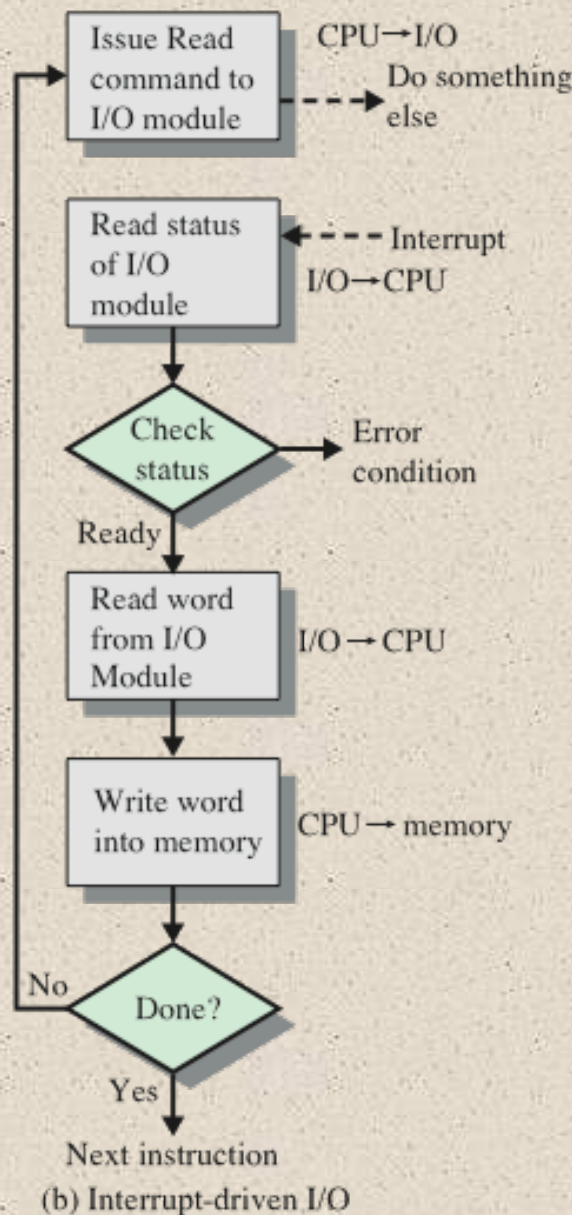 Issue Read
command to
I/O module
CPU→I/O
Do something
else
Read status
of I/O
module
Interrupt
I/O→CPU
Check
status
Error
condition
Ready
Read word
from I/O
Module
I/O → CPU
Write word
into memory
CPU → memory
No
Done?
Yes
Next instruction
(b) Interrupt-driven I/O